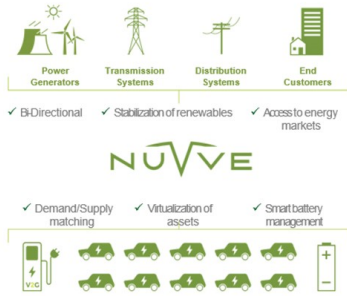 Power Generators
Transmission Systems
Distribution Systems
End Customers
✓ Bi-Directional
✓ Stabilization of renewables
✓ Access to energy markets
NUVVE
✓ Demand/Supply matching
✓ Virtualization of assets
✓ Smart battery management
V2G
+
-